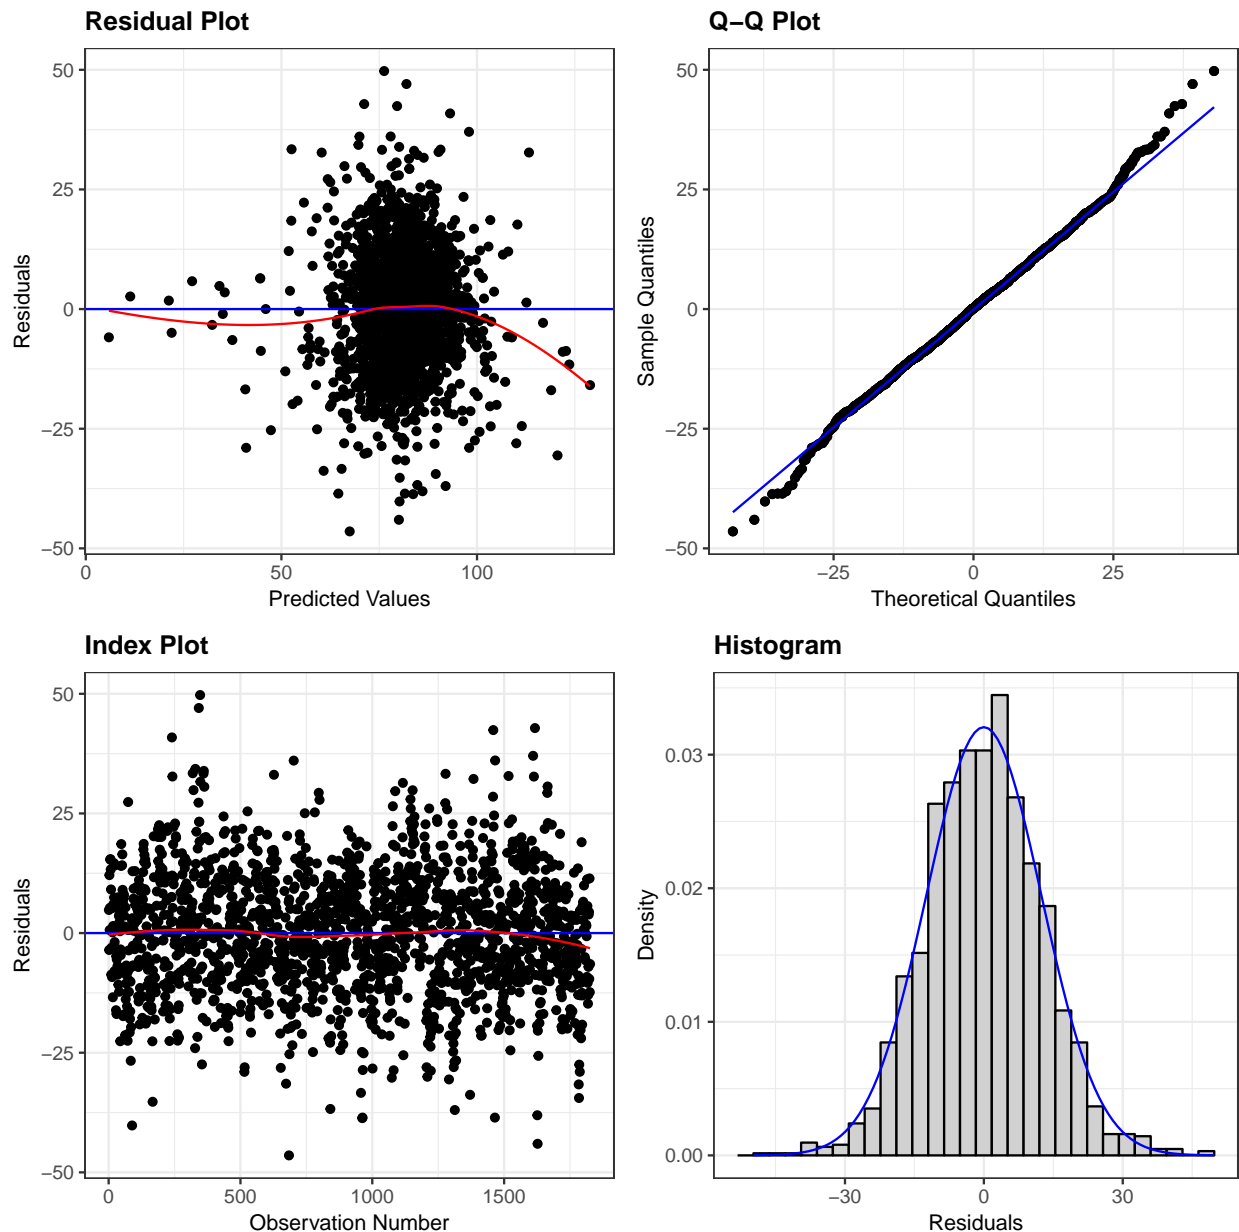 Residual Plot
50
25
0
−25
−50
0
50
100
Residuals
Predicted Values
Q−Q Plot
50
25
0
−25
−50
−25
0
25
Sample Quantiles
Theoretical Quantiles
Index Plot
50
25
0
−25
−50
0
500
1000
1500
Residuals
Observation Number
Histogram
0.03
0.02
0.01
0.00
−30
0
30
Density
Residuals